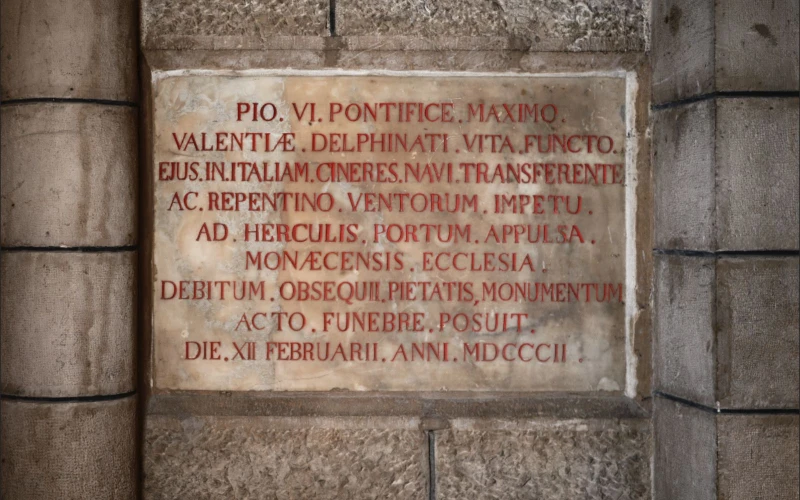 PIO. VI. PONTIFICE. MAXIMO.
VALENTIÆ. DELPHINATI. VITA. FUNCTO.
EJUS. IN. ITALIAM. CINERES. NAVI. TRANSFERENTE
AC. REPENTINO. VENTORUM. IMPETU.
AD. HERCULIS. PORTUM. APPULSA.
MONÆCENSIS. ECCLESIA.
DEBITUM. OBSEQUII. PIETATIS, MONUMENTUM
ACTO. FUNEBRE. POSUIT.
DIE. XII FEBRUARII. ANNI. MDCCCII.